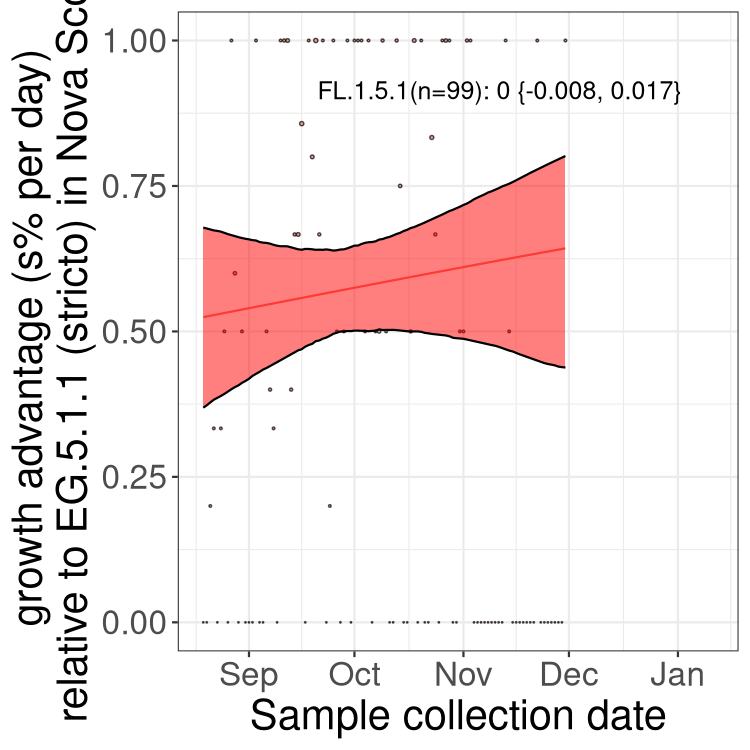 growth advantage (s% per day)
relative to EG.5.1.1 (stricto) in Nova Sco
1.00
0.75
0.50
0.25
0.00
FL.1.5.1(n=99): 0 {-0.008, 0.017}
Sep Oct Nov Dec Jan
Sample collection date